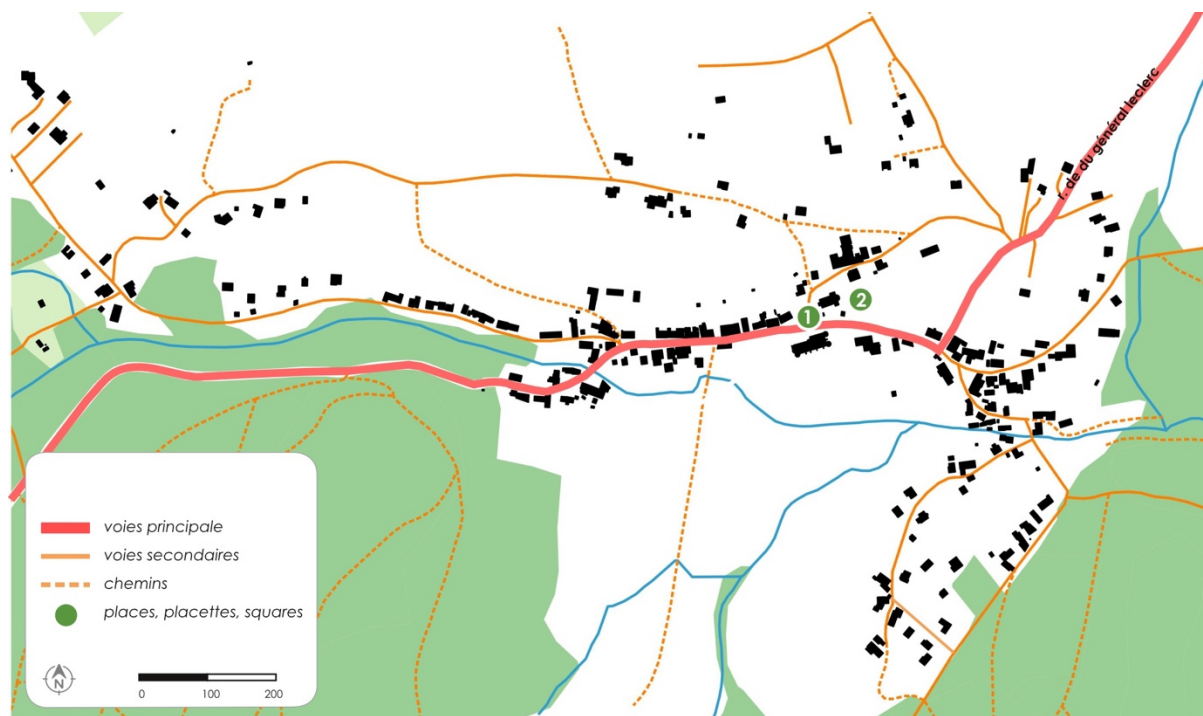 r. de du général leclerc
1
2
voies principale
voies secondaires
chemins
places, placettes, squares
N
0 100 200